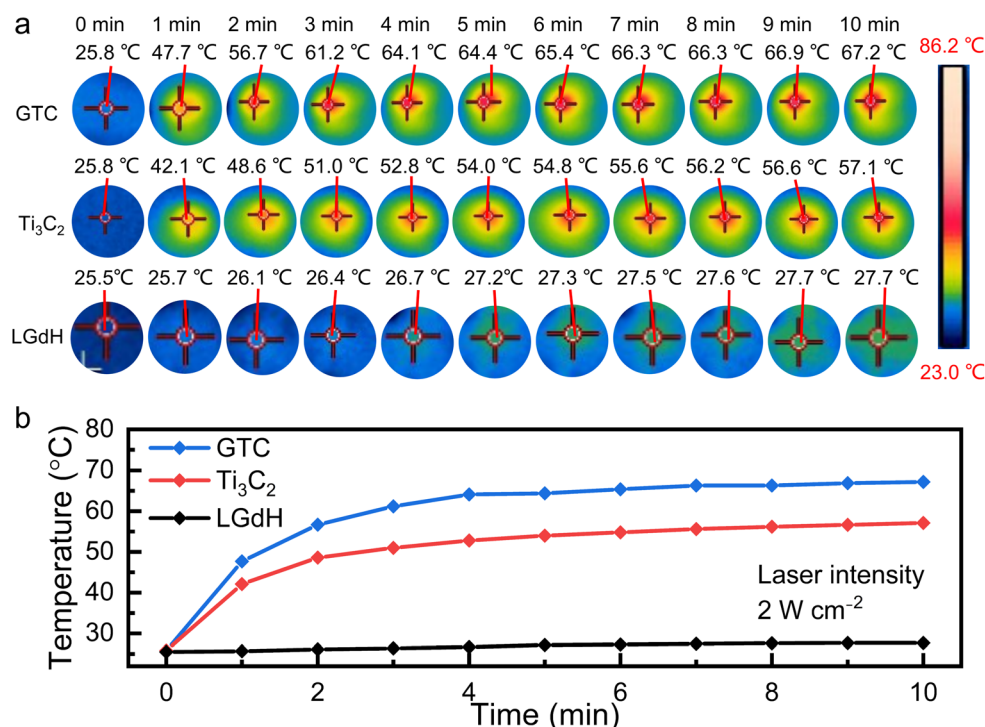 a
0 min 1 min 2 min 3 min 4 min 5 min 6 min 7 min 8 min 9 min 10 min
25.8 ℃ 47.7 ℃ 56.7 ℃ 61.2 ℃ 64.1 ℃ 64.4 ℃ 65.4 ℃ 66.3 ℃ 66.3 ℃ 66.9 ℃ 67.2 ℃
86.2 ℃
GTC
25.8 ℃ 42.1 ℃ 48.6 ℃ 51.0 ℃ 52.8 ℃ 54.0 ℃ 54.8 ℃ 55.6 ℃ 56.2 ℃ 56.6 ℃ 57.1 ℃
Ti₃C₂
25.5℃ 25.7 ℃ 26.1 ℃ 26.4 ℃ 26.7 ℃ 27.2 ℃ 27.3 ℃ 27.5 ℃ 27.6 ℃ 27.7 ℃ 27.7 ℃
LGdH
23.0 ℃
b
Temperature (°C)
80
70
60
50
40
30
GTC
Ti₃C₂
LGdH
Laser intensity
2 W cm⁻²
0 2 4 6 8 10
Time (min)